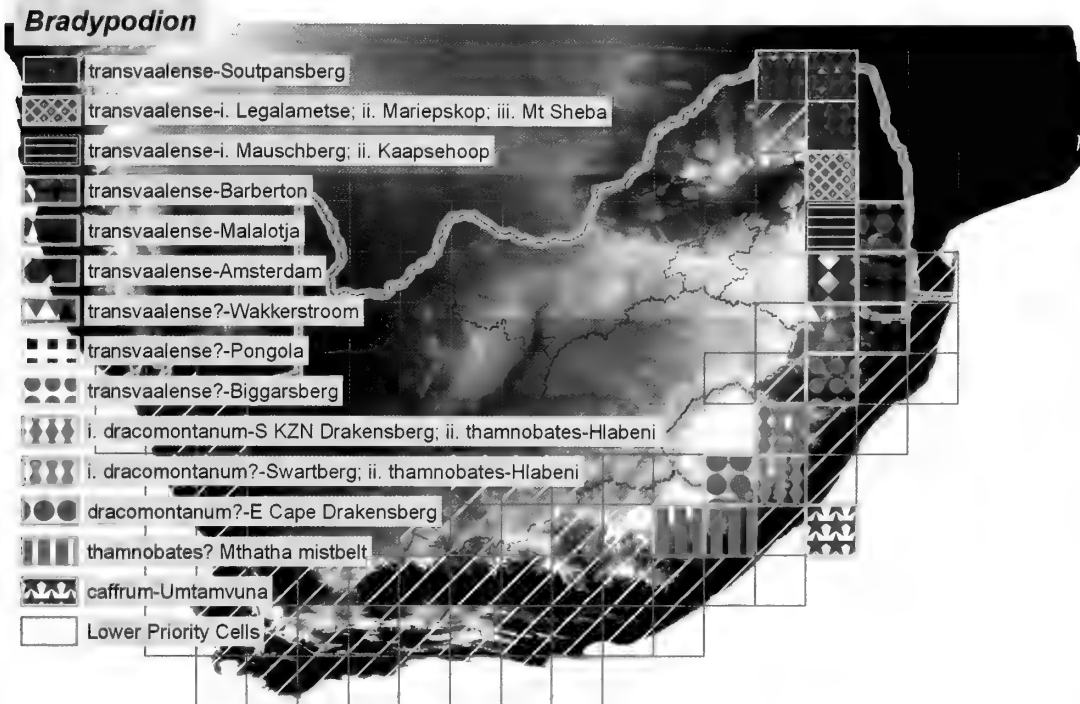 Bradypodion
transvaalense-Soutpansberg
transvaalense-i. Legalametse; ii. Mariepskop; iii. Mt Sheba
transvaalense-i. Mauschberg; ii. Kaapsehoop
transvaalense-Barberton
transvaalense-Malalotja
transvaalense-Amsterdam
transvaalense?-Wakkerstroom
transvaalense?-Pongola
transvaalense?-Biggarsberg
i. dracomontanum-S KZN Drakensberg; ii. thamnobates-Hlabeni
i. dracomontanum?-Swartberg; ii. thamnobates-Hlabeni
dracomontanum?-E Cape Drakensberg
thamnobates? Mthatha mistbelt
caffrum-Umtamvuna
Lower Priority Cells